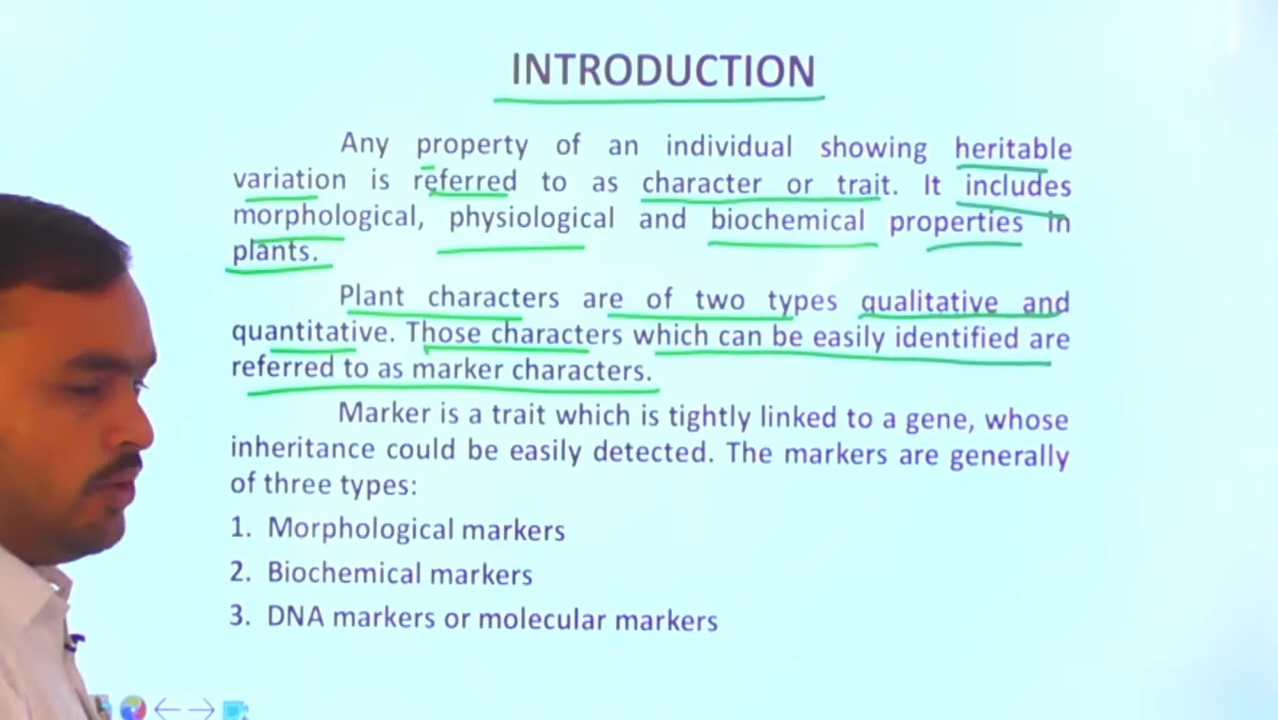 INTRODUCTION
Any property of an individual showing heritable
variation is referred to as character or trait. It includes
morphological, physiological and biochemical properties in
plants.
Plant characters are of two types qualitative and
quantitative. Those characters which can be easily identified are
referred to as marker characters.
Marker is a trait which is tightly linked to a gene, whose
inheritance could be easily detected. The markers are generally
of three types:
1. Morphological markers
2. Biochemical markers
3. DNA markers or molecular markers